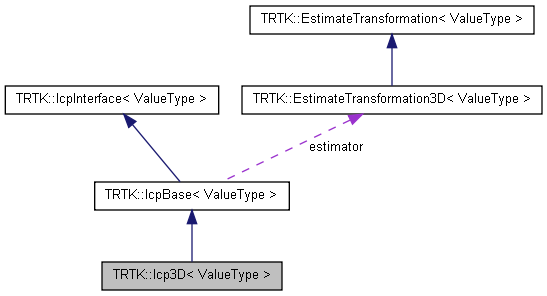 TRTK::EstimateTransformation< ValueType >
TRTK::IcpInterface< ValueType >
TRTK::EstimateTransformation3D< ValueType >
estimator
TRTK::IcpBase< ValueType >
TRTK::Icp3D< ValueType >